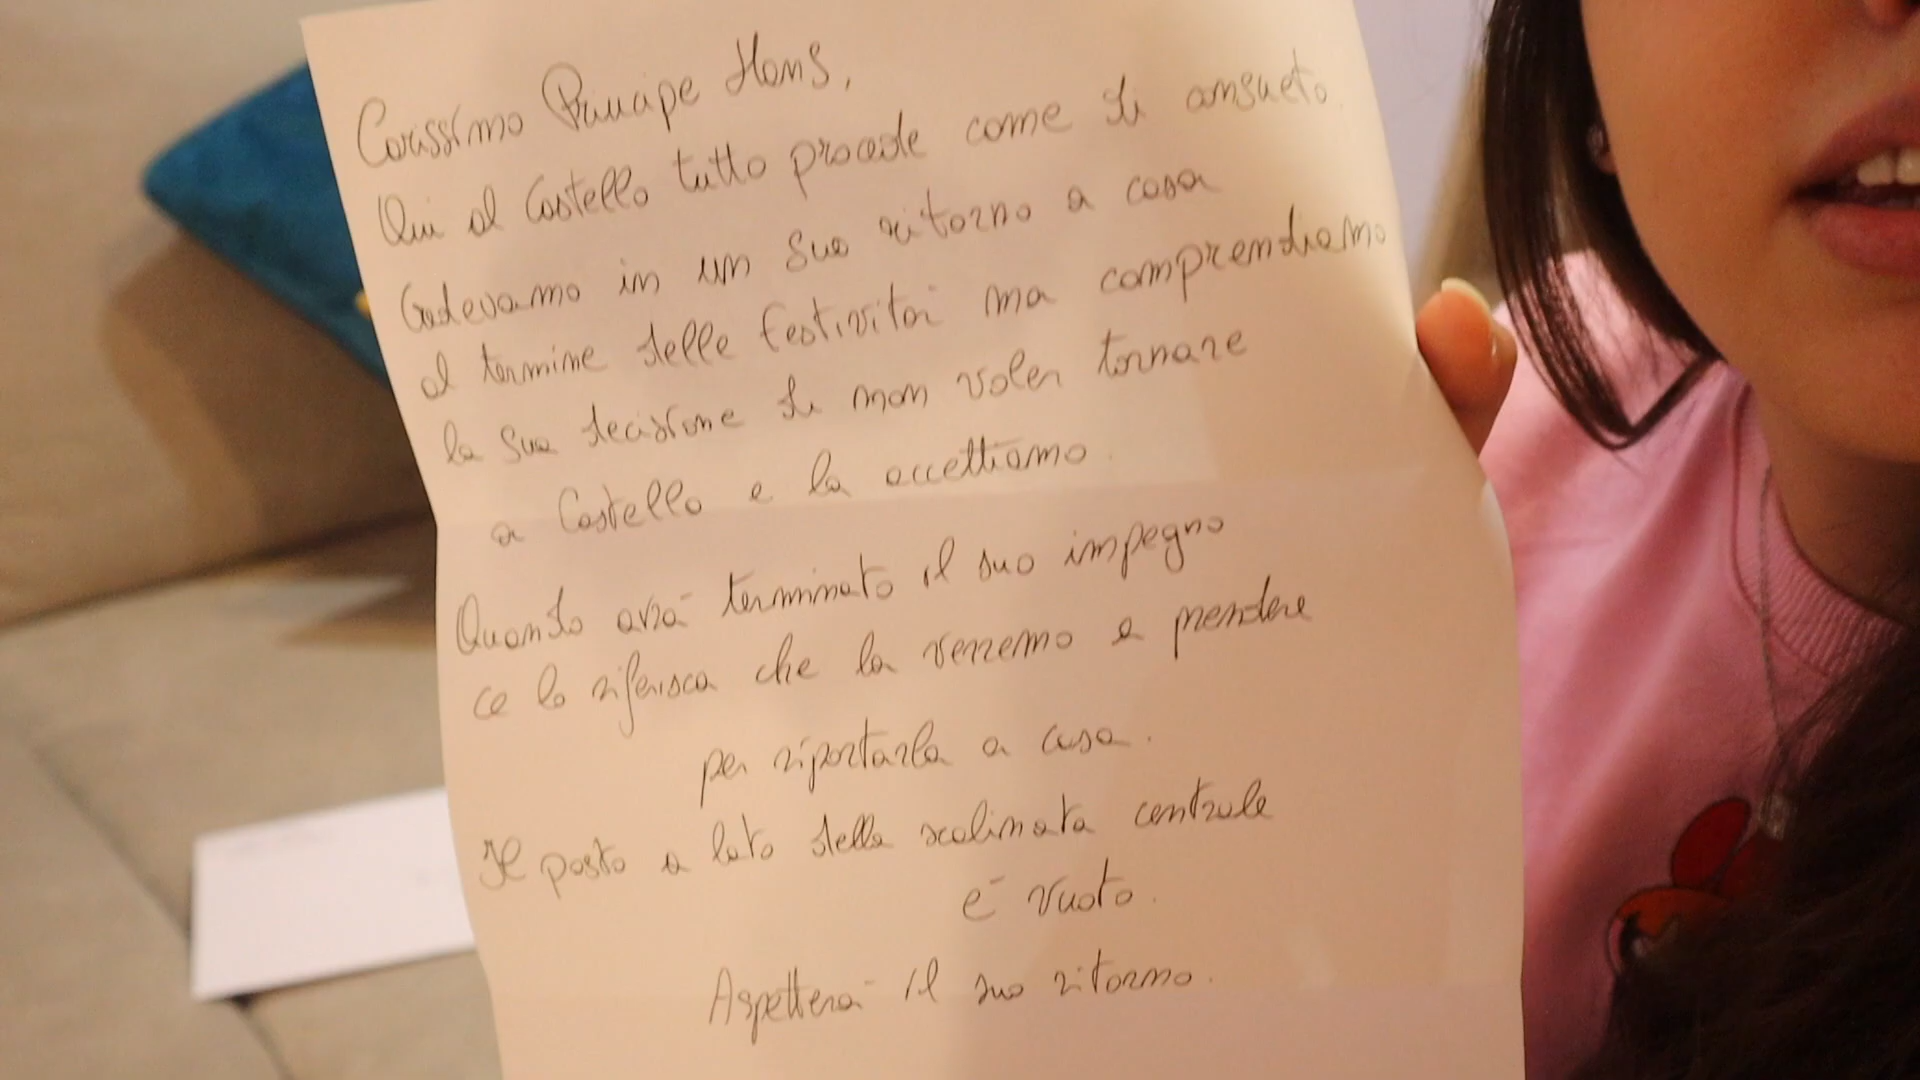 Carissimo Principe Hans,
Qui al Castello tutto procede come di consueto.
Credevamo in un suo ritorno a casa
al termine delle festività ma comprendiamo
la sua decisione di non voler tornare
a Castello e la accettiamo.
Quando avrà terminato il suo impegno
ce lo riferisca che la verremo a prendere
per riportarla a casa.
Il posto a lato della scalinata centrale
è vuoto.
Aspetterà il suo ritorno.